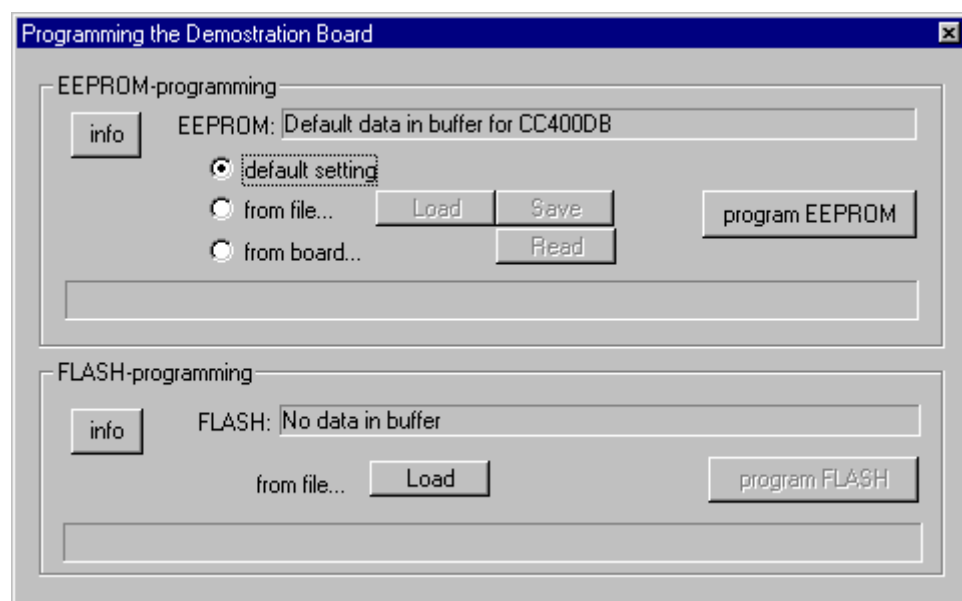 Programming the Demostration Board
EEPROM-programming
info EEPROM: Default data in buffer for CC400DB
default setting
from file... Load Save program EEPROM
from board... Read
FLASH-programming
info FLASH: No data in buffer
from file... Load program FLASH